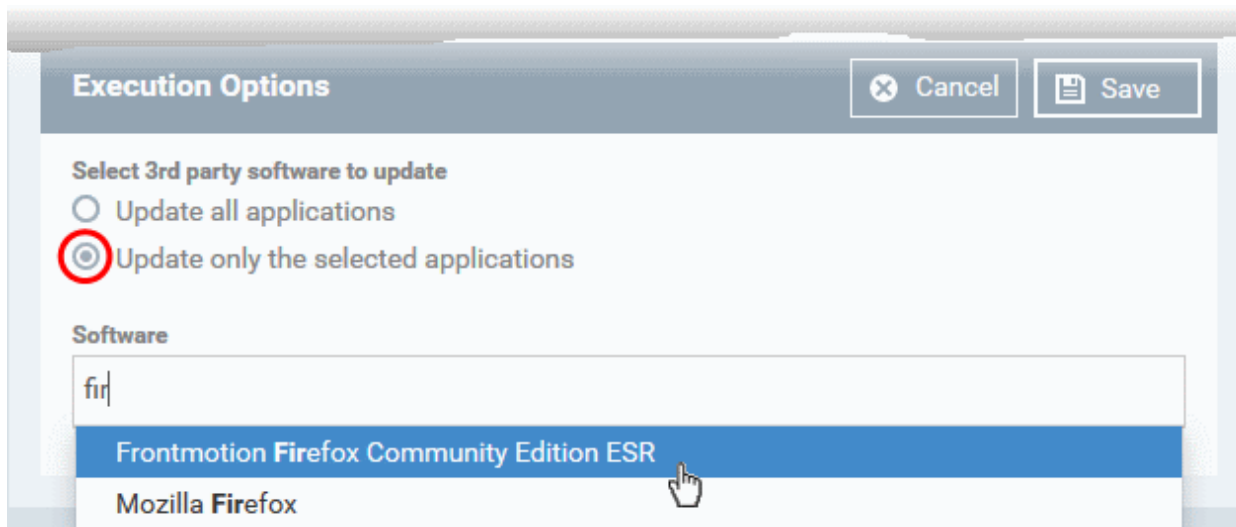 Execution Options
Cancel
Save
Select 3rd party software to update
Update all applications
Update only the selected applications
Software
fir
Frontmotion Firefox Community Edition ESR
Mozilla Firefox